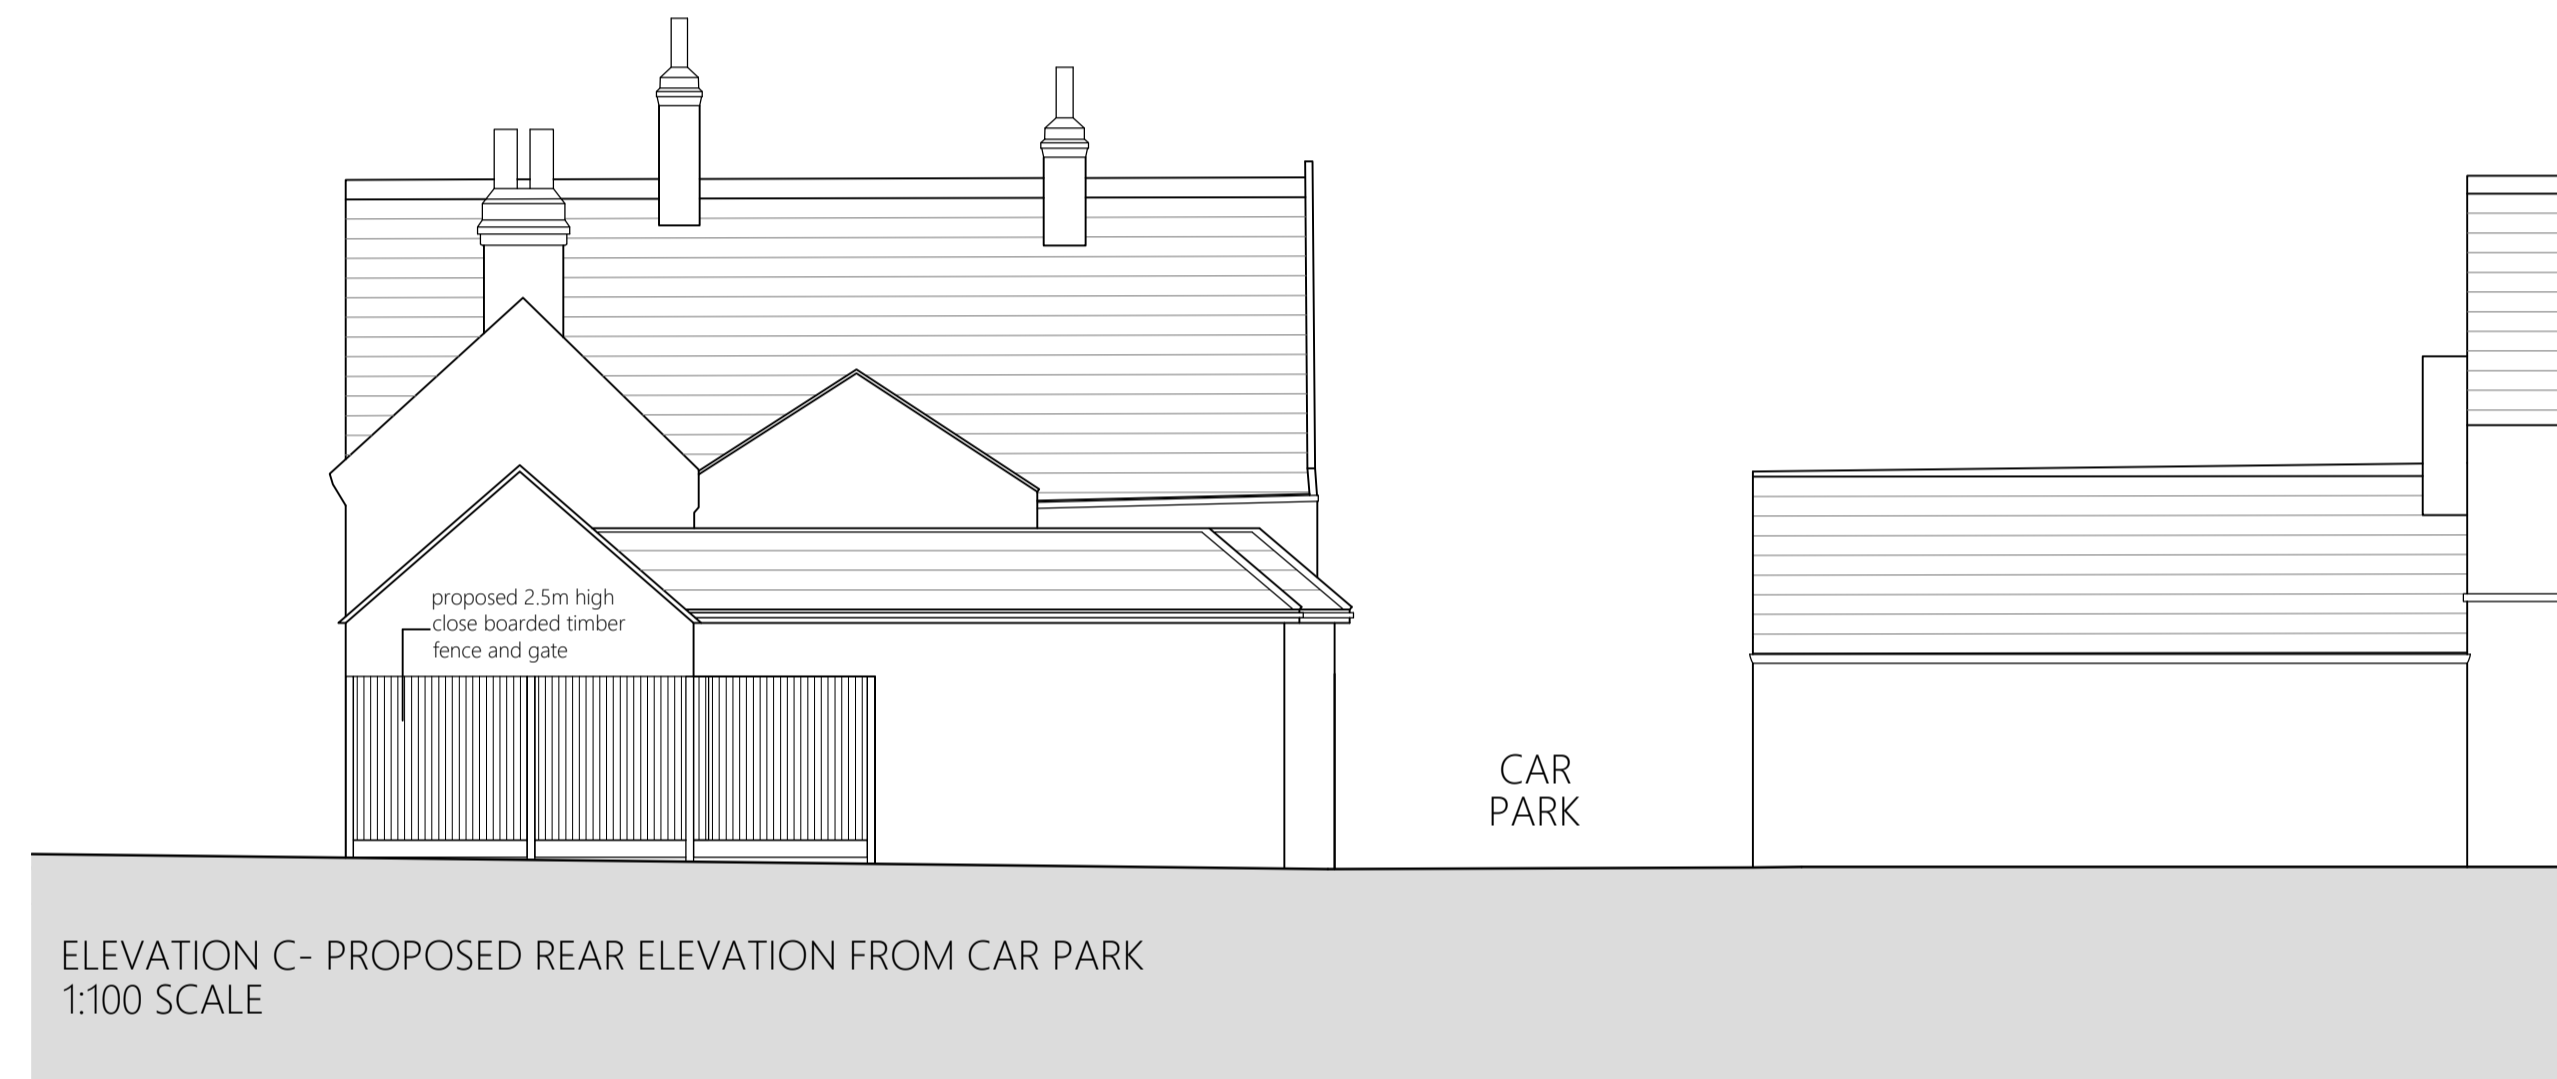 proposed 2.5m high
close boarded timber
fence and gate
CAR
PARK
ELEVATION C- PROPOSED REAR ELEVATION FROM CAR PARK
1:100 SCALE